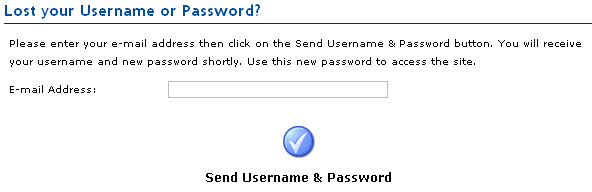 Lost your Username or Password?
Please enter your e-mail address then click on the Send Username & Password button. You will receive
your username and new password shortly. Use this new password to access the site.
E-mail Address:
Send Username & Password